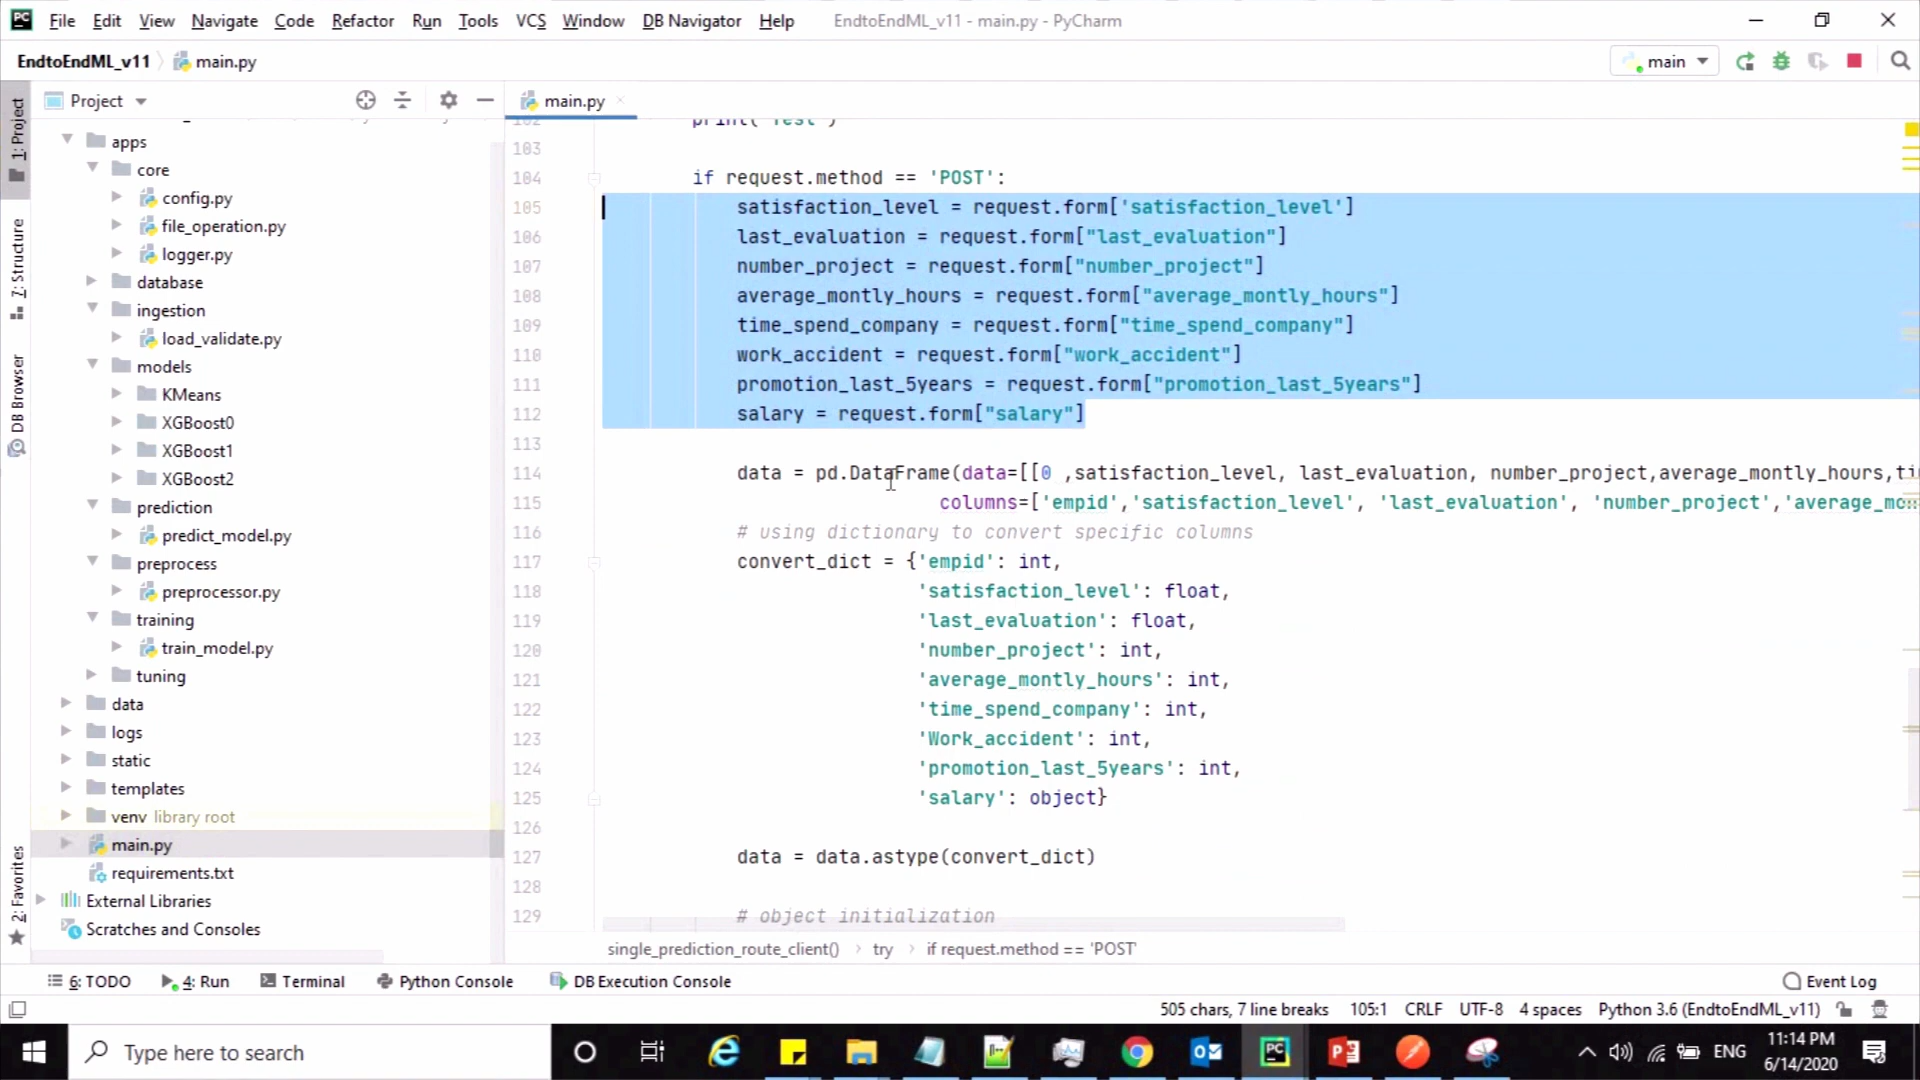 File Edit View Navigate Code Refactor Run Tools VCS Window DB Navigator Help EndtoEndML_v11 - main.py - PyCharm
EndtoEndML_v11 main.py main
Project main.py
1: Project
7: Structure
DB Browser
2: Favorites
apps
core
config.py
file_operation.py
logger.py
database
ingestion
load_validate.py
models
KMeans
XGBoost0
XGBoost1
XGBoost2
prediction
predict_model.py
preprocess
preprocessor.py
training
train_model.py
tuning
data
logs
static
templates
venv library root
main.py
requirements.txt
External Libraries
Scratches and Consoles
102 print('Test')
103
104 if request.method == 'POST':
105 satisfaction_level = request.form['satisfaction_level']
106 last_evaluation = request.form["last_evaluation"]
107 number_project = request.form["number_project"]
108 average_montly_hours = request.form["average_montly_hours"]
109 time_spend_company = request.form["time_spend_company"]
110 work_accident = request.form["work_accident"]
111 promotion_last_5years = request.form["promotion_last_5years"]
112 salary = request.form["salary"]
113
114 data = pd.DataFrame(data=[[0 ,satisfaction_level, last_evaluation, number_project,average_montly_hours,
115 columns=['empid','satisfaction_level', 'last_evaluation', 'number_project',
116 # using dictionary to convert specific columns
117 convert_dict = {'empid': int,
118 'satisfaction_level': float,
119 'last_evaluation': float,
120 'number_project': int,
121 'average_montly_hours': int,
122 'time_spend_company': int,
123 'Work_accident': int,
124 'promotion_last_5years': int,
125 'salary': object}
126
127 data = data.astype(convert_dict)
128
129 # object initialization
single_prediction_route_client() try if request.method == 'POST'
6: TODO 4: Run Terminal Python Console DB Execution Console Event Log
505 chars, 7 line breaks 105:1 CRLF UTF-8 4 spaces Python 3.6 (EndtoEndML_v11)
Type here to search ENG 11:14 PM
6/14/2020